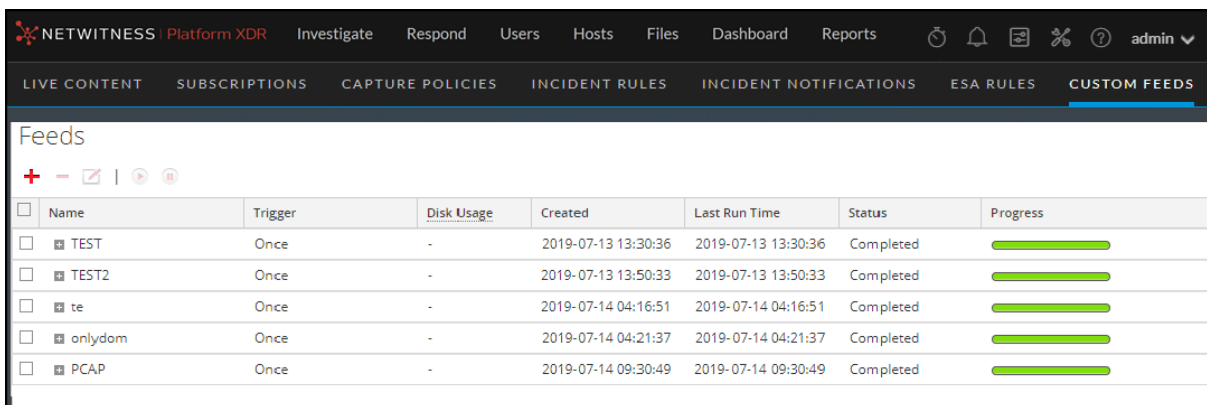 NETWITNESS Platform XDR Investigate Respond Users Hosts Files Dashboard Reports admin
LIVE CONTENT SUBSCRIPTIONS CAPTURE POLICIES INCIDENT RULES INCIDENT NOTIFICATIONS ESA RULES CUSTOM FEEDS
Feeds
Name Trigger Disk Usage Created Last Run Time Status Progress
TEST Once - 2019-07-13 13:30:36 2019-07-13 13:30:36 Completed
TEST2 Once - 2019-07-13 13:50:33 2019-07-13 13:50:33 Completed
te Once - 2019-07-14 04:16:51 2019-07-14 04:16:51 Completed
onlydom Once - 2019-07-14 04:21:37 2019-07-14 04:21:37 Completed
PCAP Once - 2019-07-14 09:30:49 2019-07-14 09:30:49 Completed